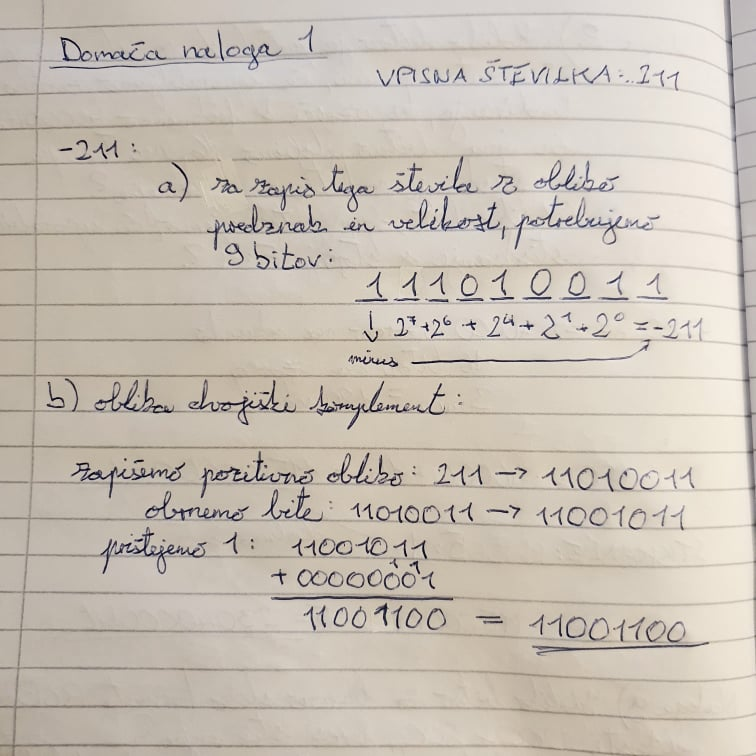 Domača naloga 1
VPISNA ŠTEVILKA:..211
-211:
a) za zapis tega števila z obliko
predznak in velikost, potrebujemo
9 bitov:
1 1 1 0 1 0 0 1 1
↓ 2⁷+2⁶ + 2⁴ + 2¹ + 2⁰ = -211
minus
b) oblika dvojiški komplement:
zapišemo pozitivno obliko: 211 → 11010011
obrnemo bite: 11010011 → 11001011
prištejemo 1: 11001011
1 1
+ 00000001
11001100 = 11001100